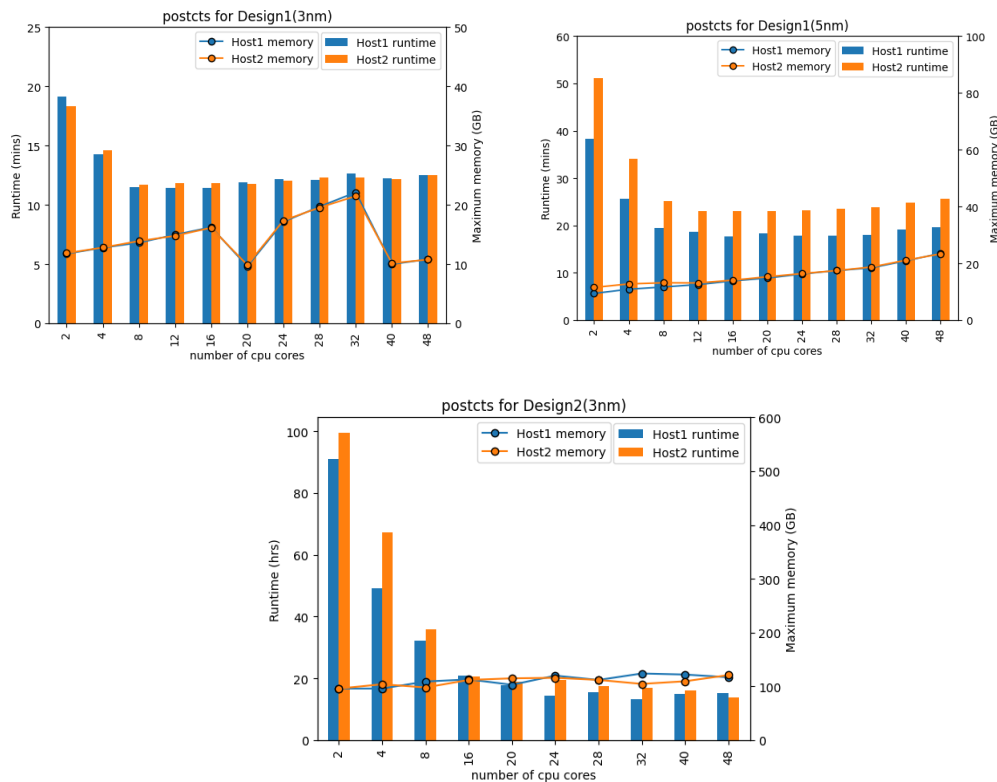 postcts for Design1(3nm)
Host1 memory
Host2 memory
Host1 runtime
Host2 runtime
25
20
15
10
5
0
Runtime (mins)
50
40
30
20
10
0
Maximum memory (GB)
2 4 8 12 16 20 24 28 32 40 48
number of cpu cores
postcts for Design1(5nm)
Host1 memory
Host2 memory
Host1 runtime
Host2 runtime
60
50
40
30
20
10
0
Runtime (mins)
100
80
60
40
20
0
Maximum memory (GB)
2 4 8 12 16 20 24 28 32 40 48
number of cpu cores
postcts for Design2(3nm)
Host1 memory
Host2 memory
Host1 runtime
Host2 runtime
100
80
60
40
20
0
Runtime (hrs)
600
500
400
300
200
100
0
Maximum memory (GB)
2 4 8 16 20 24 28 32 40 48
number of cpu cores